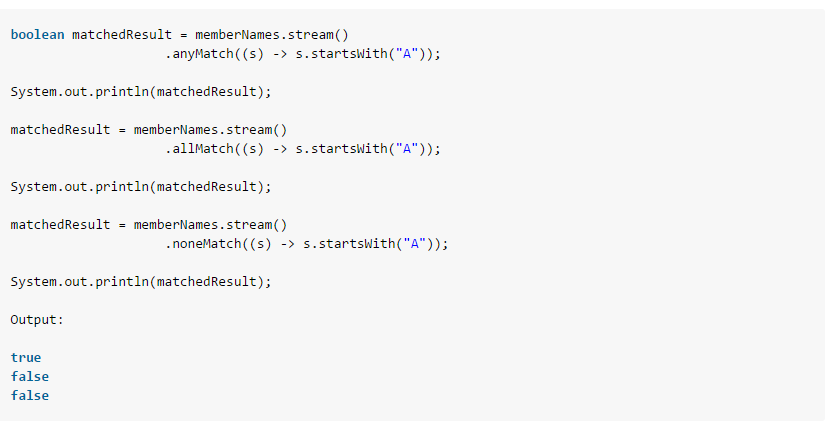 boolean matchedResult = memberNames.stream()
.anyMatch((s) -> s.startsWith("A"));
System.out.println(matchedResult);
matchedResult = memberNames.stream()
.allMatch((s) -> s.startsWith("A"));
System.out.println(matchedResult);
matchedResult = memberNames.stream()
.noneMatch((s) -> s.startsWith("A"));
System.out.println(matchedResult);
Output:
true
false
false